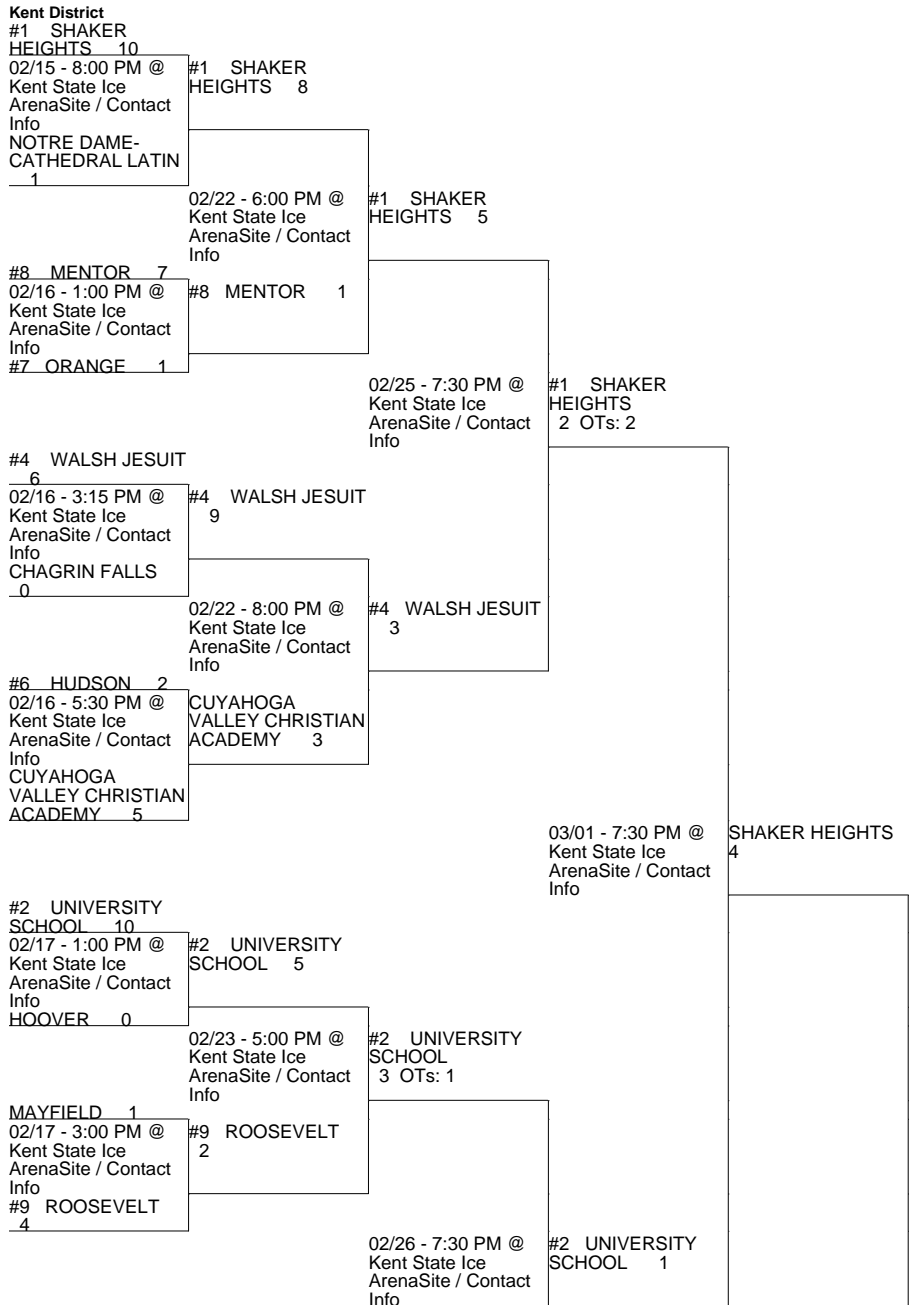 Kent District
#1 SHAKER
HEIGHTS 10
02/15 - 8:00 PM @
Kent State Ice
ArenaSite / Contact
Info
NOTRE DAME-
CATHEDRAL LATIN
1
#1 SHAKER
HEIGHTS 8
02/22 - 6:00 PM @
Kent State Ice
ArenaSite / Contact
Info
#1 SHAKER
HEIGHTS 5
#8 MENTOR 7
02/16 - 1:00 PM @
Kent State Ice
ArenaSite / Contact
Info
#7 ORANGE 1
#8 MENTOR 1
02/25 - 7:30 PM @
Kent State Ice
ArenaSite / Contact
Info
#1 SHAKER
HEIGHTS
2 OTs: 2
#4 WALSH JESUIT
6
02/16 - 3:15 PM @
Kent State Ice
ArenaSite / Contact
Info
CHAGRIN FALLS
0
#4 WALSH JESUIT
9
02/22 - 8:00 PM @
Kent State Ice
ArenaSite / Contact
Info
#4 WALSH JESUIT
3
#6 HUDSON 2
02/16 - 5:30 PM @
Kent State Ice
ArenaSite / Contact
Info
CUYAHOGA
VALLEY CHRISTIAN
ACADEMY 5
CUYAHOGA
VALLEY CHRISTIAN
ACADEMY 3
03/01 - 7:30 PM @
Kent State Ice
ArenaSite / Contact
Info
SHAKER HEIGHTS
4
#2 UNIVERSITY
SCHOOL 10
02/17 - 1:00 PM @
Kent State Ice
ArenaSite / Contact
Info
HOOVER 0
#2 UNIVERSITY
SCHOOL 5
02/23 - 5:00 PM @
Kent State Ice
ArenaSite / Contact
Info
#2 UNIVERSITY
SCHOOL
3 OTs: 1
MAYFIELD 1
02/17 - 3:00 PM @
Kent State Ice
ArenaSite / Contact
Info
#9 ROOSEVELT
4
#9 ROOSEVELT
2
02/26 - 7:30 PM @
Kent State Ice
ArenaSite / Contact
Info
#2 UNIVERSITY
SCHOOL 1